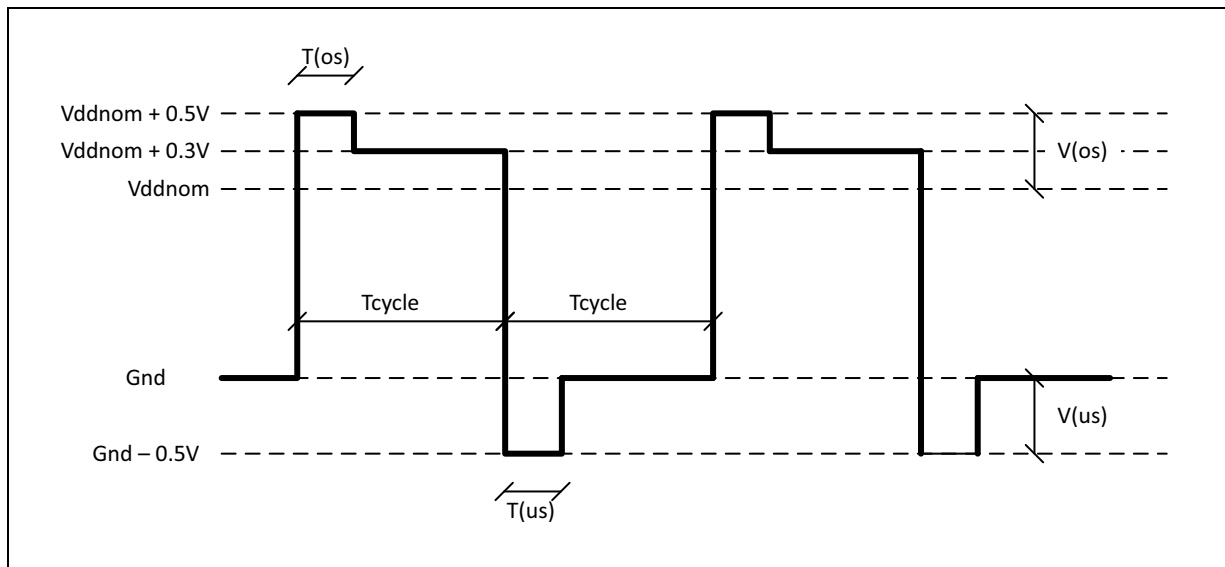 T(os)
Vddnom + 0.5V
Vddnom + 0.3V
V(os)
Vddnom
Tcycle
Tcycle
Gnd
V(us)
Gnd – 0.5V
T(us)